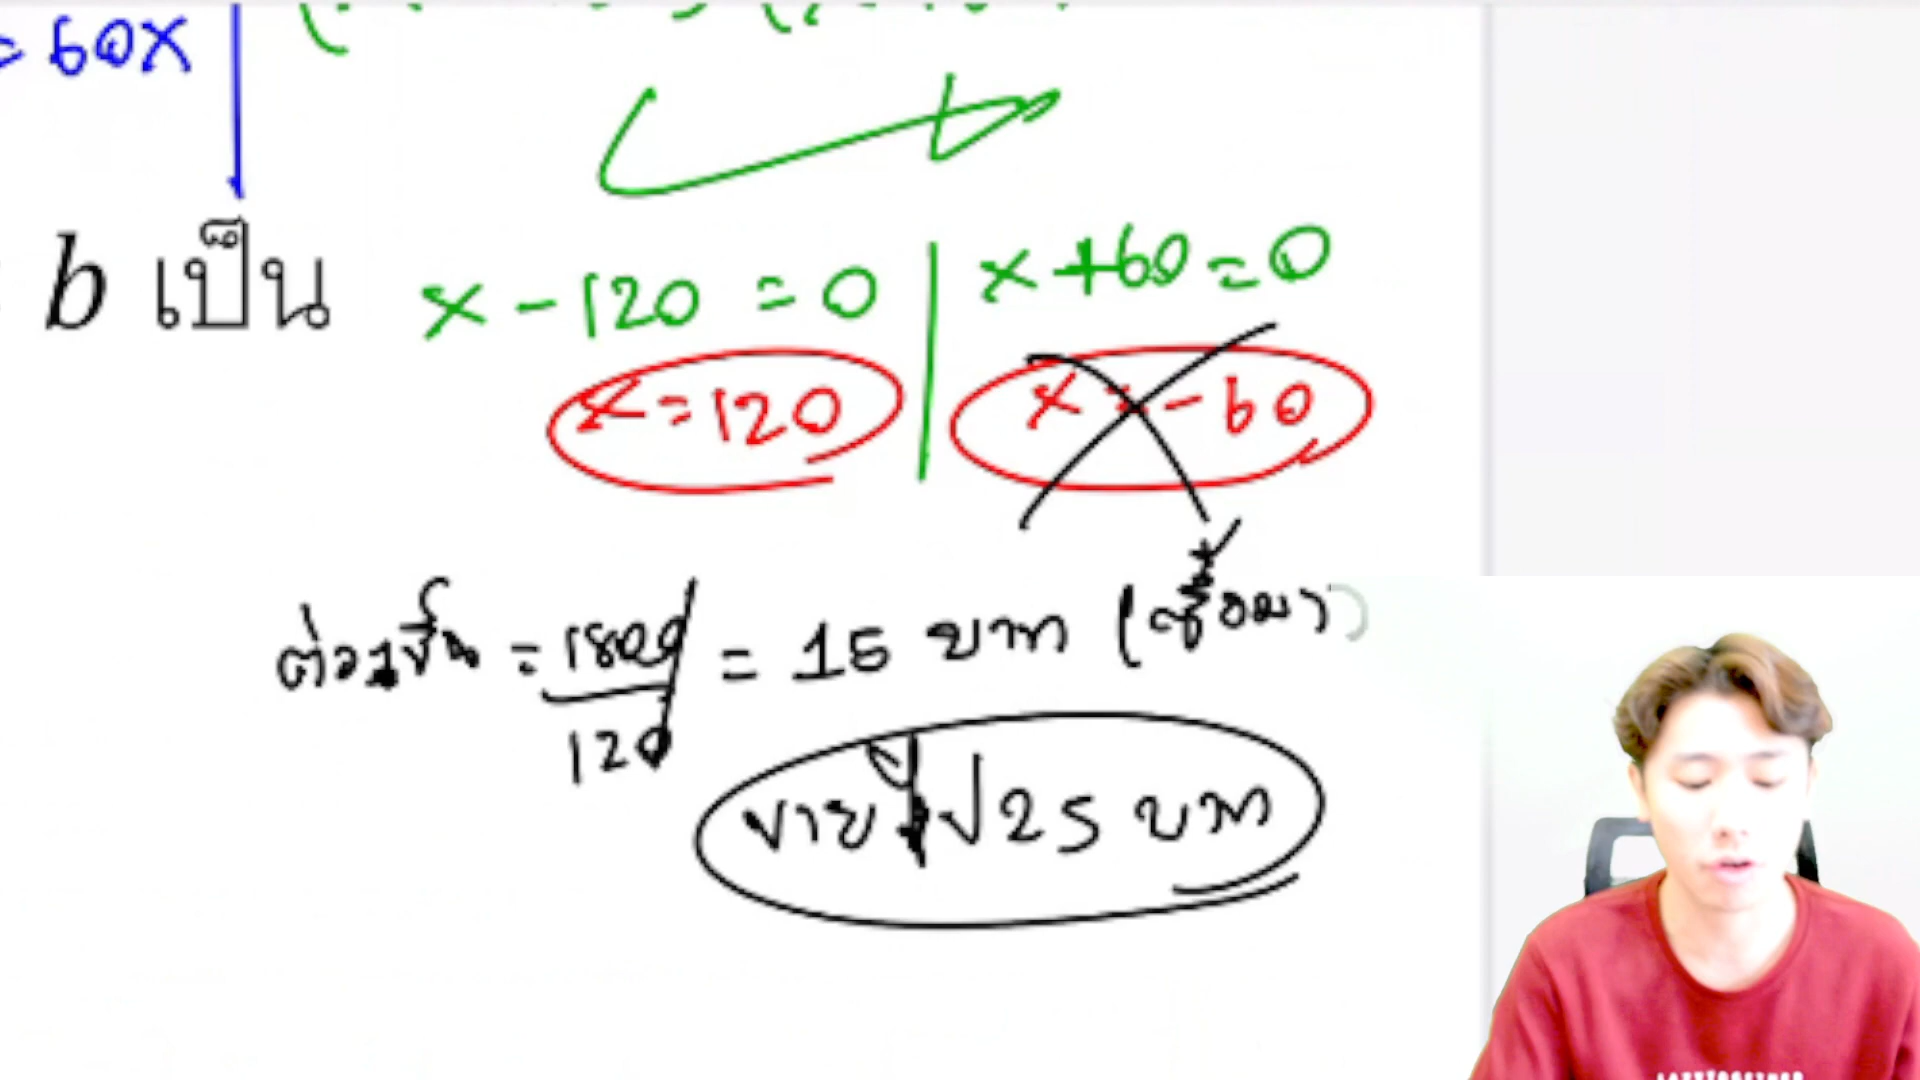 = 60x
b เป็น
x - 120 = 0 | x + 60 = 0
x = 120 | x = - 60
ต่อ 1 ชิ้น = 1800/120 = 15 บาท (ซื้อมา)
ขายไป 25 บาท